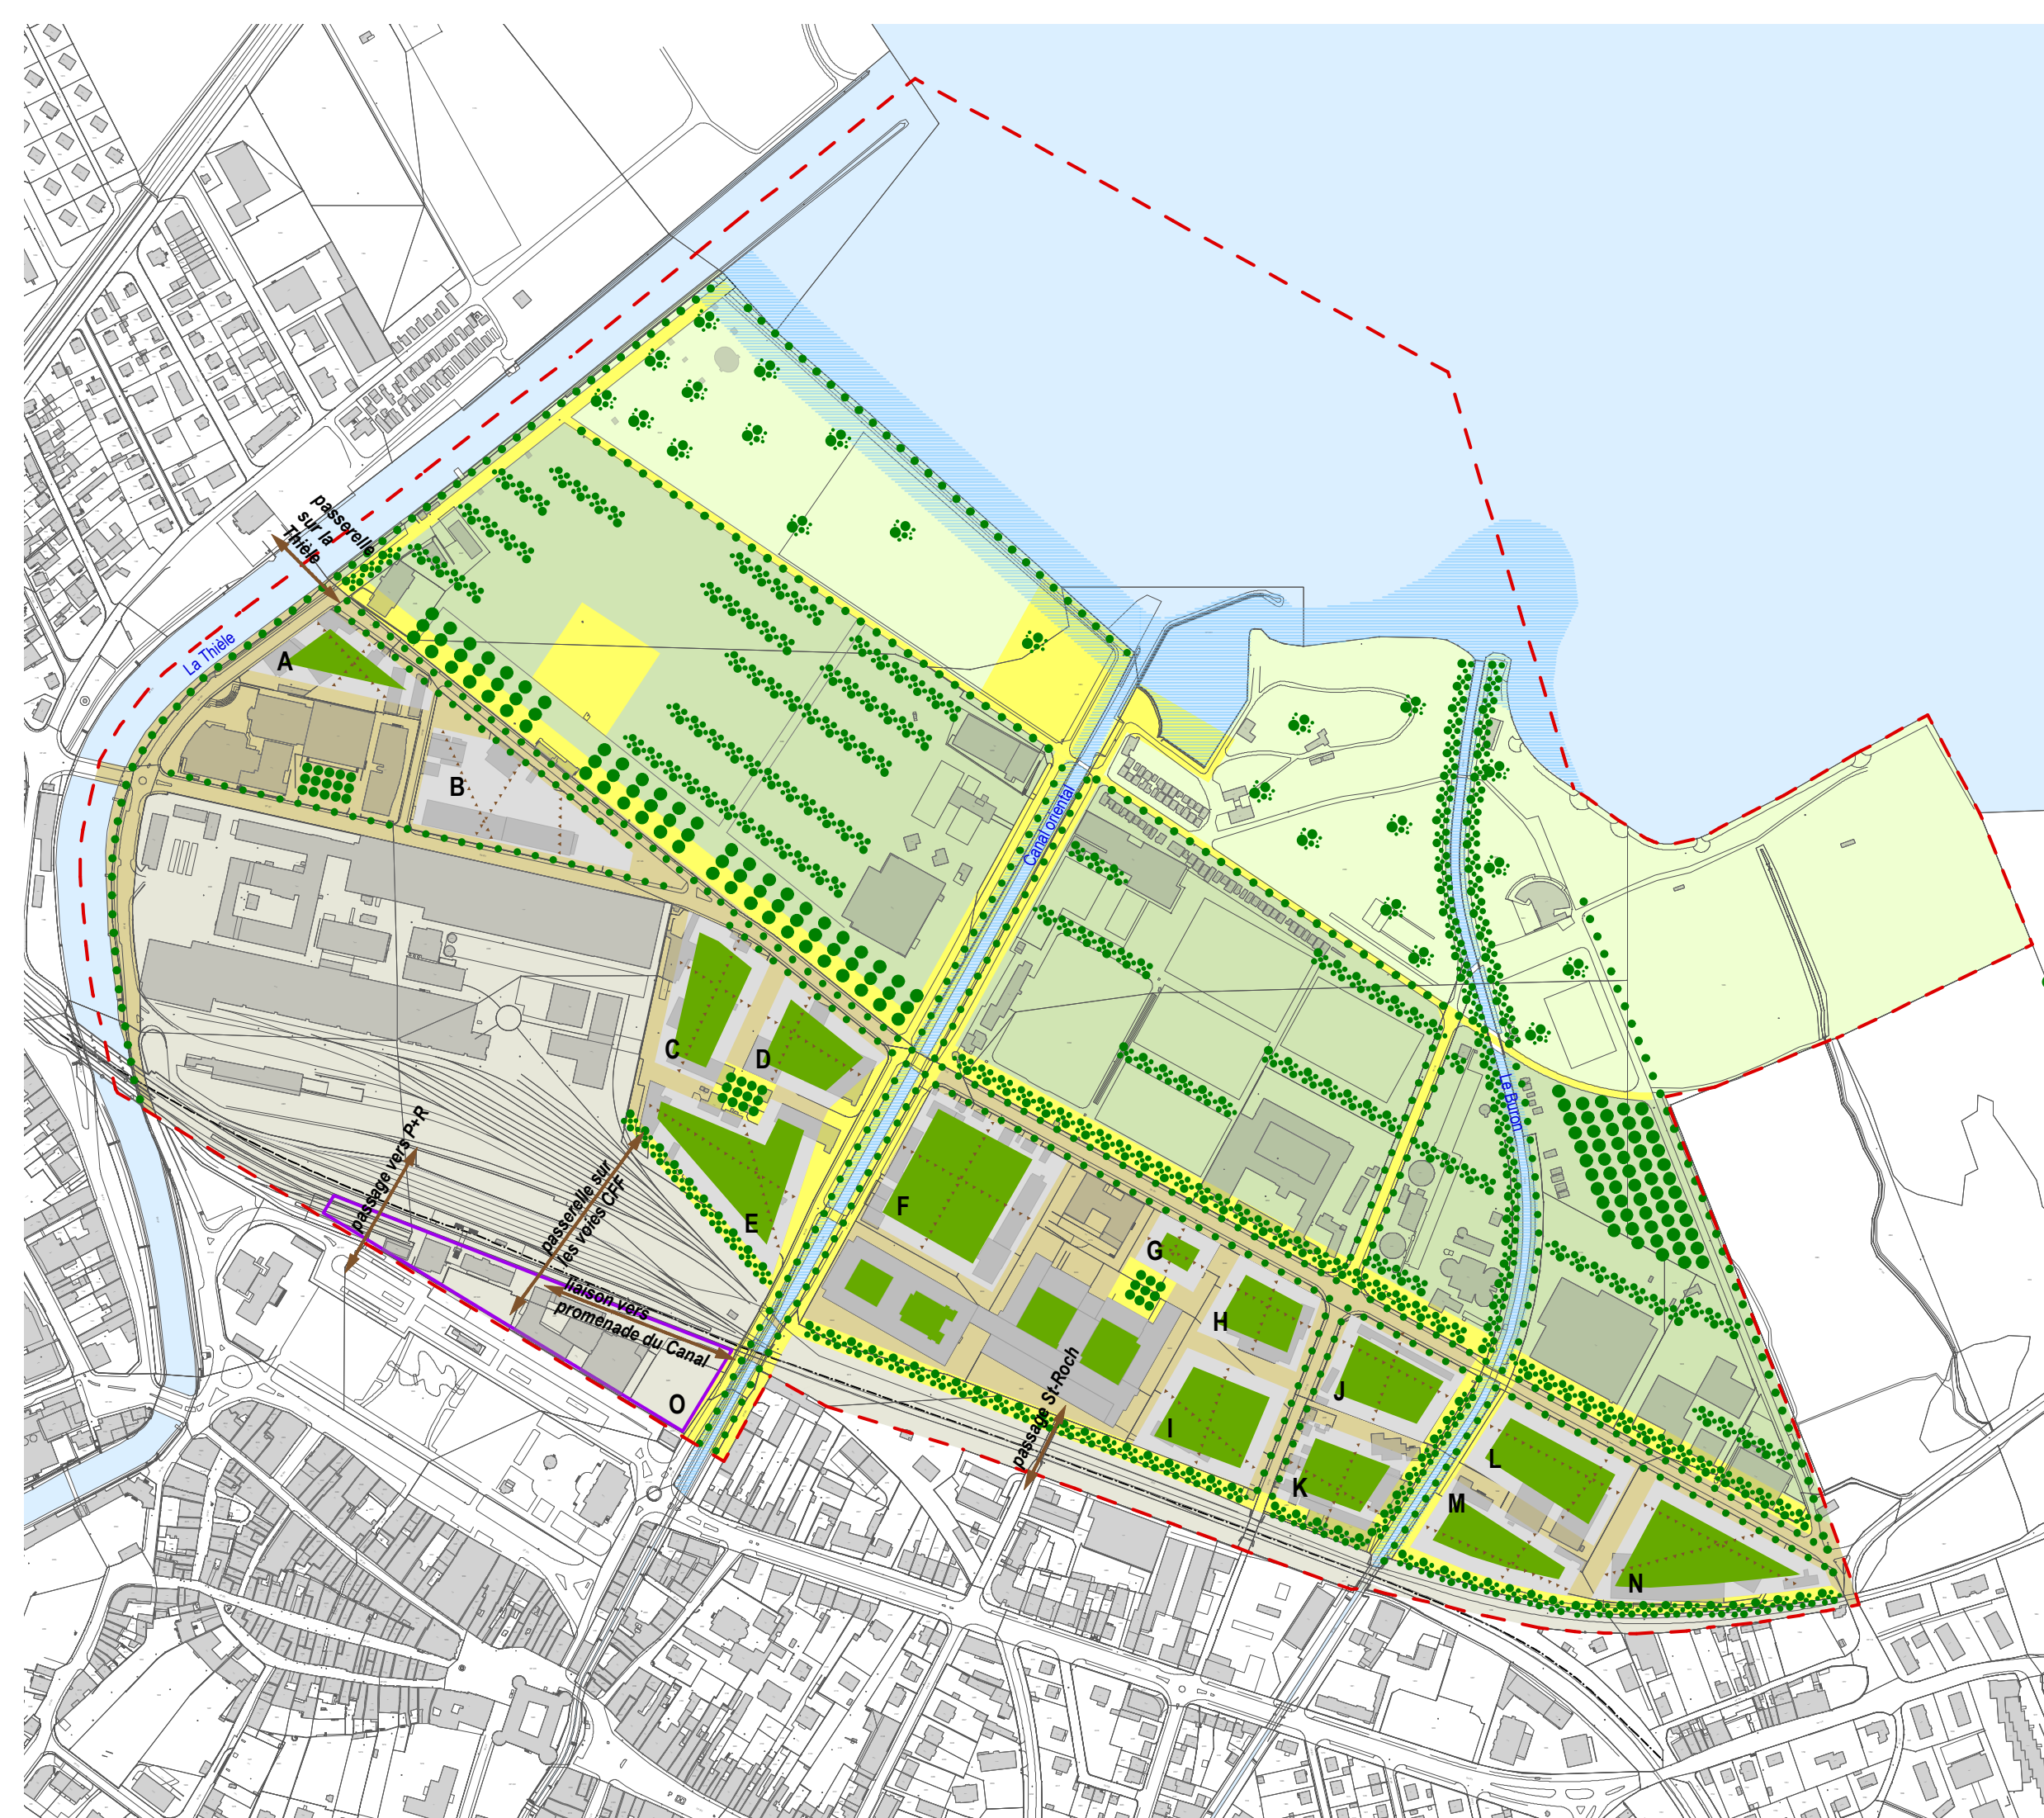 passerelle
sur la
Thièle
La Thièle
A
B
Canal oriental
C
D
Le Buron
passage vers P+R
passerelle sur
les voies CFF
E
F
G
liaison vers
promenade du Canal
H
O
passage St-Roch
J
I
K
L
M
N